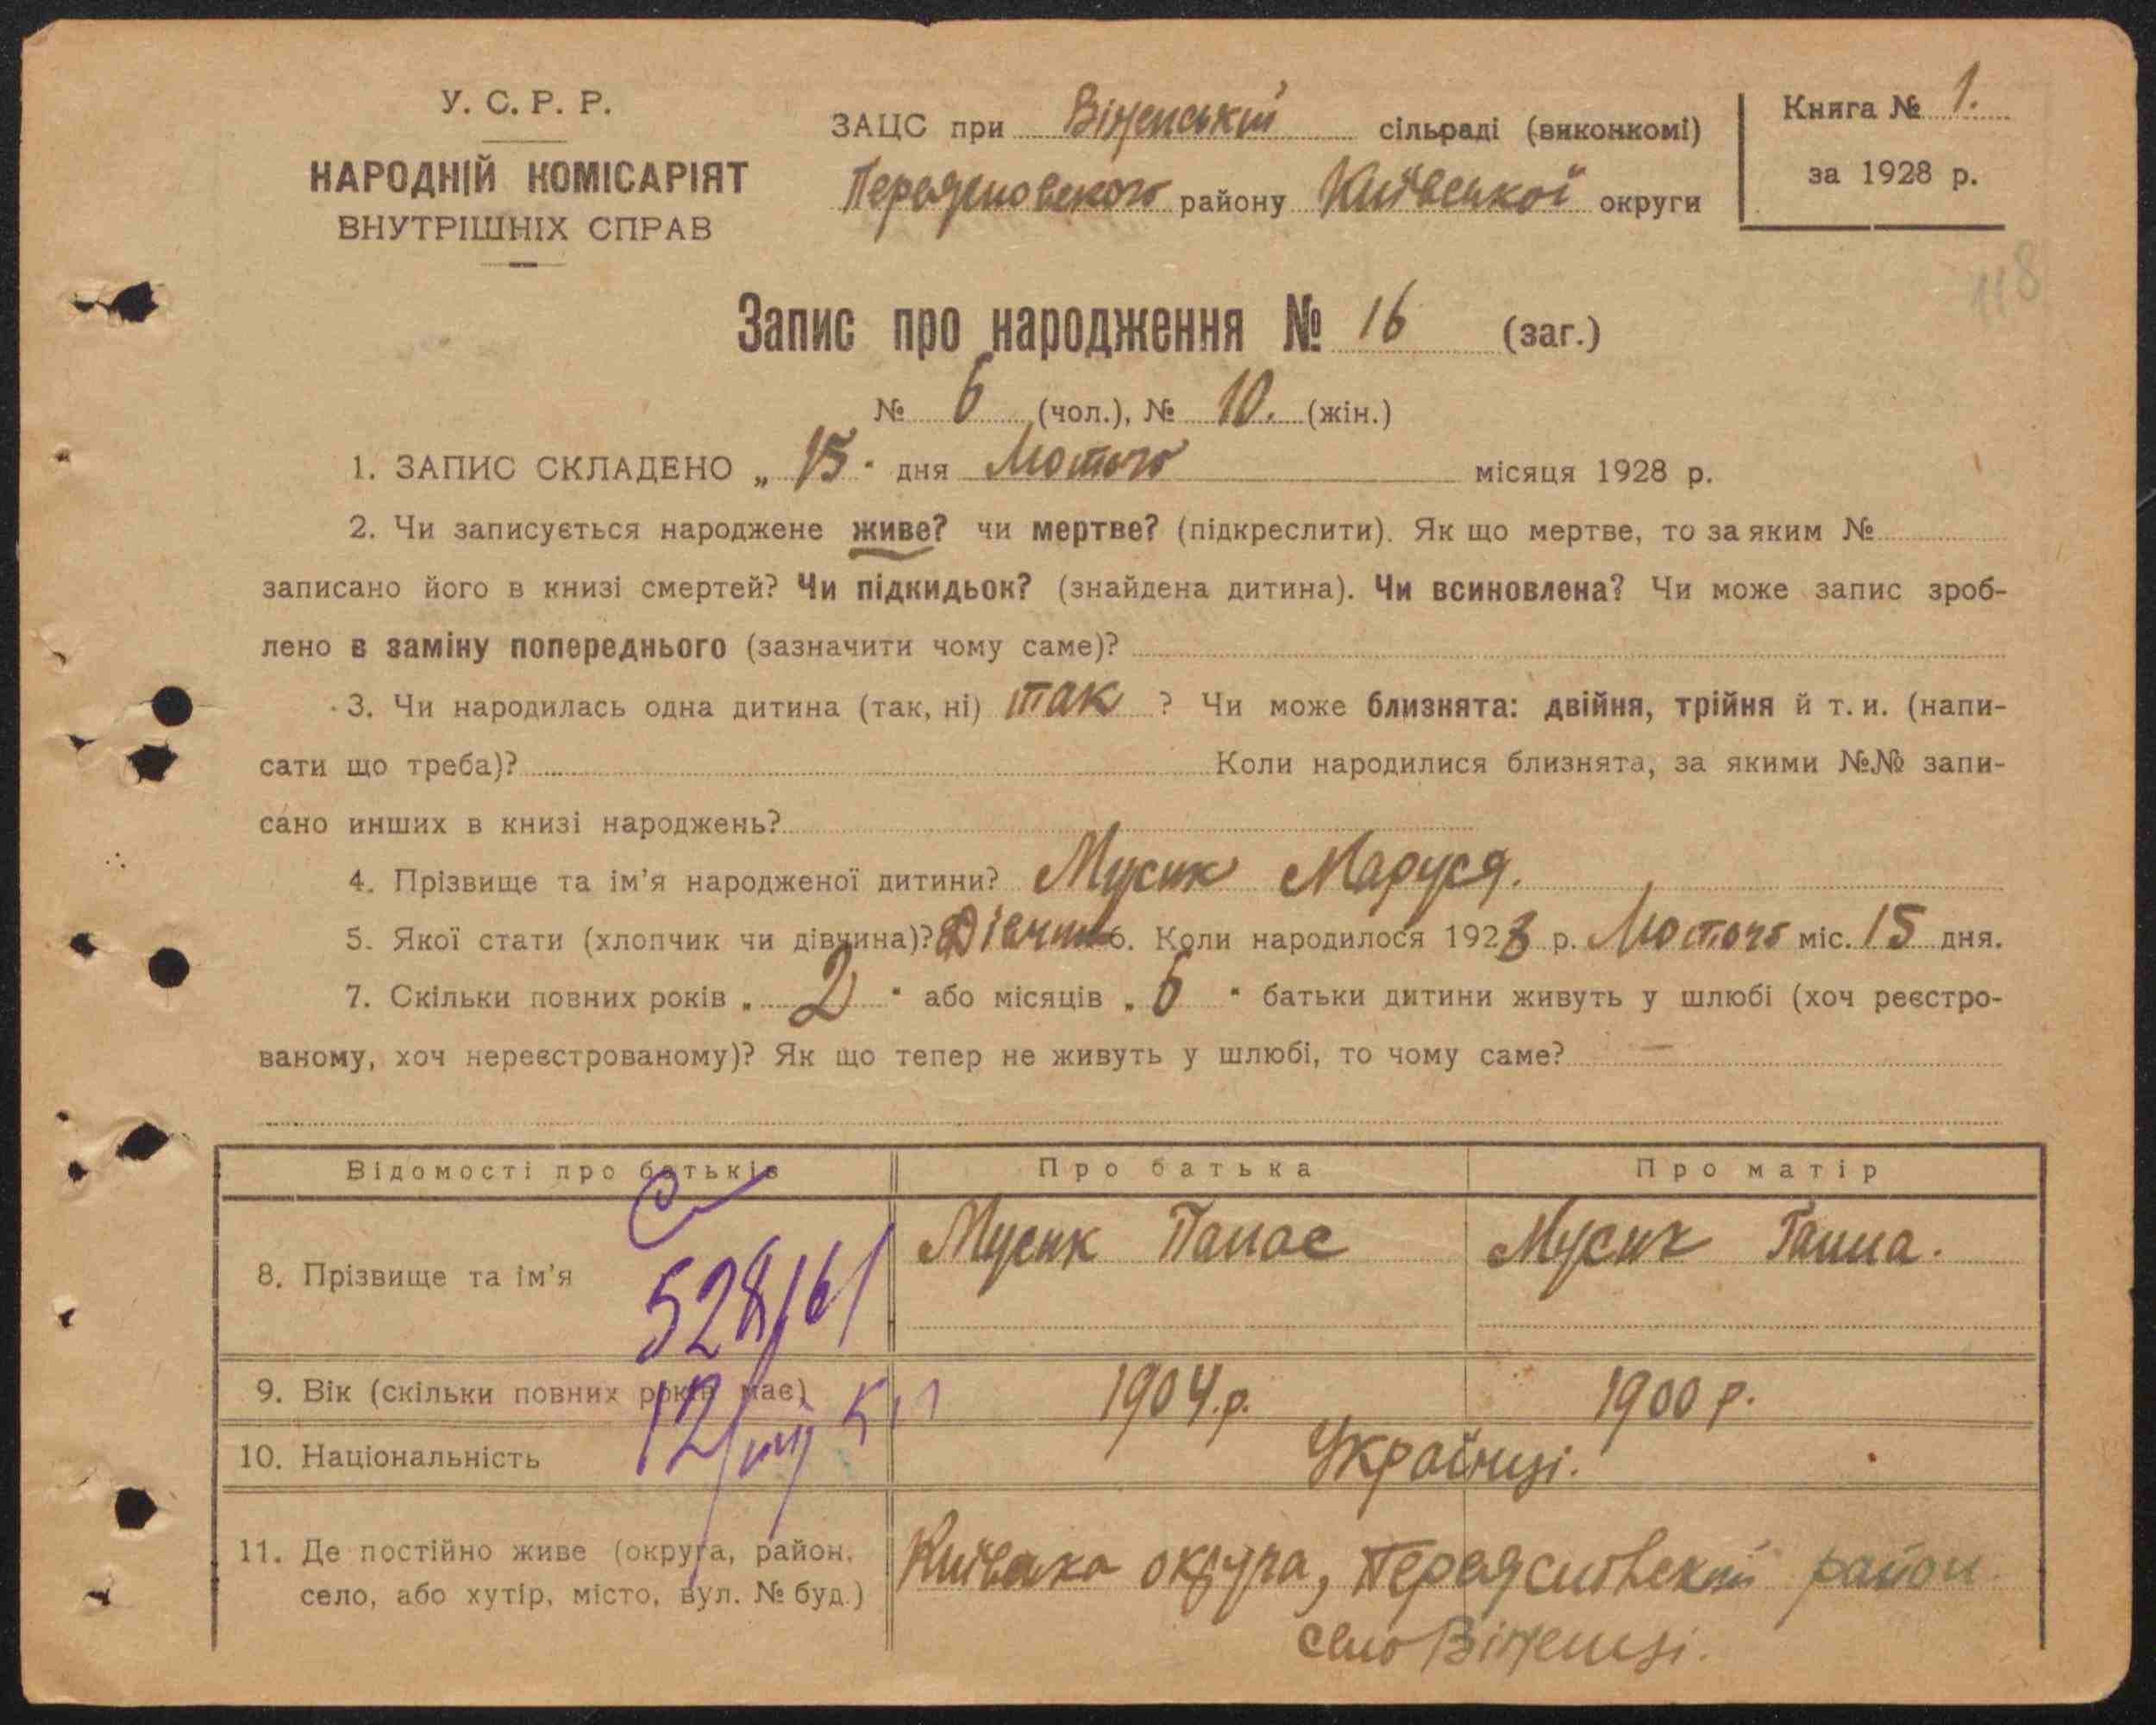 У. С. Р. Р.
НАРОДНІЙ КОМІСАРІЯТ
ВНУТРІШНІХ СПРАВ
ЗАЦС при Віненській сільраді (виконкомі)
Переяславського району Київської округи
Книга № 1.
за 1928 р.
118
Запис про народження № 16 (заг.)
№ 6 (чол.), № 10. (жін.)
1. ЗАПИС СКЛАДЕНО „ 15 " дня Лютого місяця 1928 р.
2. Чи записується народжене живе? чи мертве? (підкреслити). Як що мертве, то за яким №
записано його в книзі смертей? Чи підкидьок? (знайдена дитина). Чи всиновлена? Чи може запис зроб-
лено в заміну попереднього (зазначити чому саме)?
3. Чи народилась одна дитина (так, ні) так ? Чи може близнята: двійня, трійня й т. и. (напи-
сати що треба)? Коли народилися близнята, за якими №№ запи-
сано инших в книзі народжень?
4. Прізвище та ім'я народженої дитини? Мусик Маруся.
5. Якої стати (хлопчик чи дівчина)? 6. Коли народилося 1928 р. Лютого міс. 15 дня.
7. Скільки повних років „ 2 " або місяців „ 6 " батьки дитини живуть у шлюбі (хоч реєстро-
ваному, хоч нереєстрованому)? Як що тепер не живуть у шлюбі, то чому саме? —
Відомості про батьків Про батька Про матір
8. Прізвище та ім'я Мусик Панас Мусик Ганна.
528/61
9. Вік (скільки повних років має) 1904.р. 1900 р.
12/
10. Національність Українці.
11. Де постійно живе (округа, район, село, або хутір, місто, вул. № буд.)
округа, Переяславський район
село Віненці.